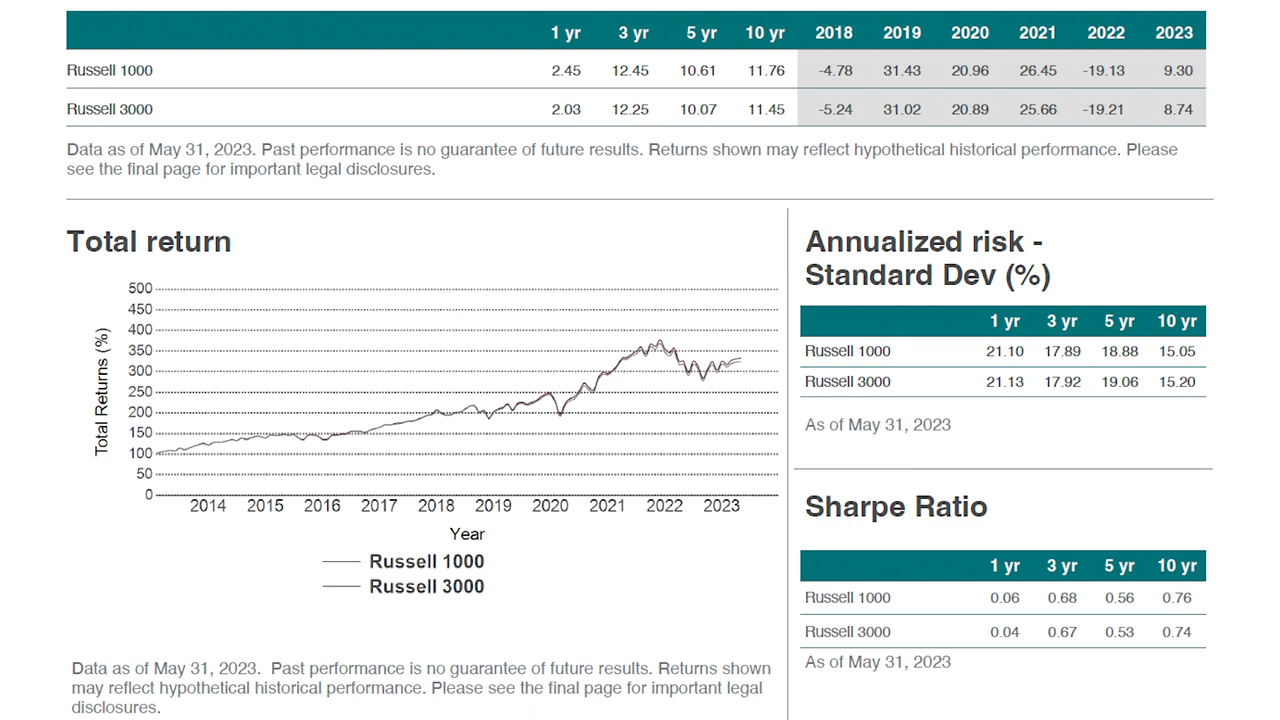 1 yr 3 yr 5 yr 10 yr 2018 2019 2020 2021 2022 2023
Russell 1000 2.45 12.45 10.61 11.76 -4.78 31.43 20.96 26.45 -19.13 9.30
Russell 3000 2.03 12.25 10.07 11.45 -5.24 31.02 20.89 25.66 -19.21 8.74
Data as of May 31, 2023. Past performance is no guarantee of future results. Returns shown may reflect hypothetical historical performance. Please
see the final page for important legal disclosures.
Total return
500
450
400
350
300
250
200
150
100
50
0
Total Returns (%)
2014 2015 2016 2017 2018 2019 2020 2021 2022 2023
Year
Russell 1000
Russell 3000
Data as of May 31, 2023. Past performance is no guarantee of future results. Returns shown
may reflect hypothetical historical performance. Please see the final page for important legal
disclosures.
Annualized risk -
Standard Dev (%)
1 yr 3 yr 5 yr 10 yr
Russell 1000 21.10 17.89 18.88 15.05
Russell 3000 21.13 17.92 19.06 15.20
As of May 31, 2023
Sharpe Ratio
1 yr 3 yr 5 yr 10 yr
Russell 1000 0.06 0.68 0.56 0.76
Russell 3000 0.04 0.67 0.53 0.74
As of May 31, 2023